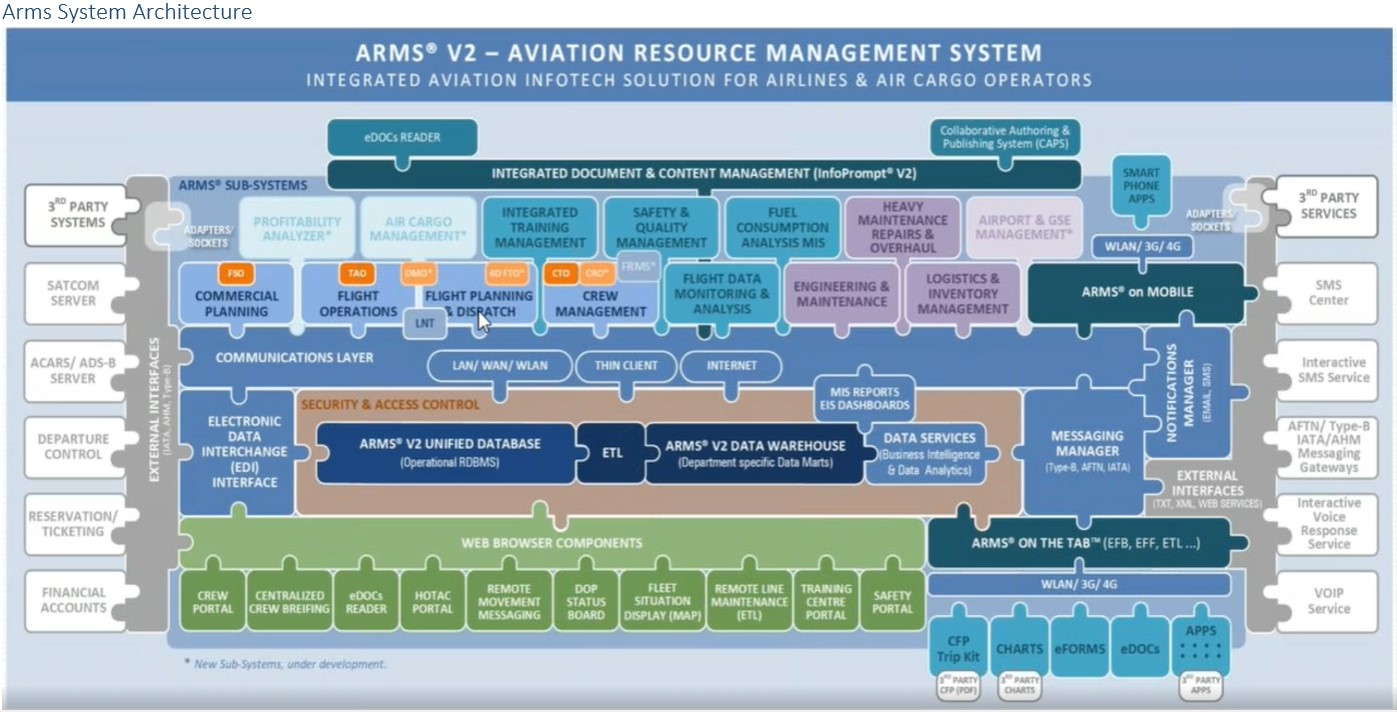 Arms System Architecture
ARMS® V2 – AVIATION RESOURCE MANAGEMENT SYSTEM
INTEGRATED AVIATION INFOTECH SOLUTION FOR AIRLINES & AIR CARGO OPERATORS
eDOCs READER
Collaborative Authoring &
Publishing System (CAPS)
INTEGRATED DOCUMENT & CONTENT MANAGEMENT (InfoPrompt® V2)
ARMS® SUB-SYSTEMS
SMART
PHONE
APPS
3RD PARTY
SYSTEMS
ADAPTERS/
SOCKETS
PROFITABILITY
ANALYZER*
AIR CARGO
MANAGEMENT*
INTEGRATED
TRAINING
MANAGEMENT
SAFETY &
QUALITY
MANAGEMENT
FUEL
CONSUMPTION
ANALYSIS MIS
HEAVY
MAINTENANCE
REPAIRS &
OVERHAUL
AIRPORT & GSE
MANAGEMENT*
ADAPTERS/
SOCKETS
3RD PARTY
SERVICES
WLAN/ 3G/ 4G
SATCOM
SERVER
FSO
COMMERCIAL
PLANNING
TAO
FLIGHT
OPERATIONS
DMO*
LNT
4D FTO*
FLIGHT PLANNING
& DISPATCH
CTO
CRO*
FRMS*
CREW
MANAGEMENT
FLIGHT DATA
MONITORING &
ANALYSIS
ENGINEERING &
MAINTENANCE
LOGISTICS &
INVENTORY
MANAGEMENT
ARMS® on MOBILE
SMS
Center
ACARS/ ADS-B
SERVER
EXTERNAL INTERFACES
(IATA, AHM, Type-B)
COMMUNICATIONS LAYER
LAN/ WAN/ WLAN
THIN CLIENT
INTERNET
MIS REPORTS
EIS DASHBOARDS
NOTIFICATIONS
MANAGER
(EMAIL, SMS)
Interactive
SMS Service
DEPARTURE
CONTROL
ELECTRONIC
DATA
INTERCHANGE
(EDI)
INTERFACE
SECURITY & ACCESS CONTROL
ARMS® V2 UNIFIED DATABASE
(Operational RDBMS)
ETL
ARMS® V2 DATA WAREHOUSE
(Department specific Data Marts)
DATA SERVICES
(Business Intelligence
& Data Analytics)
MESSAGING
MANAGER
(Type-B, AFTN, IATA)
AFTN/ Type-B
IATA/AHM
Messaging
Gateways
EXTERNAL
INTERFACES
(TXT, XML, WEB SERVICES)
RESERVATION/
TICKETING
WEB BROWSER COMPONENTS
ARMS® ON THE TAB™ (EFB, EFF, ETL ...)
Interactive
Voice
Response
Service
FINANCIAL
ACCOUNTS
CREW
PORTAL
CENTRALIZED
CREW BREIFING
eDOCs
READER
HOTAC
PORTAL
REMOTE
MOVEMENT
MESSAGING
DOP
STATUS
BOARD
FLEET
SITUATION
DISPLAY (MAP)
REMOTE LINE
MAINTENANCE
(ETL)
TRAINING
CENTRE
PORTAL
SAFETY
PORTAL
WLAN/ 3G/ 4G
VOIP
Service
CFP
Trip Kit
CHARTS
eFORMS
eDOCs
APPS
3RD PARTY
CFP (PDF)
3RD PARTY
CHARTS
3RD PARTY
APPS
* New Sub-Systems, under development.